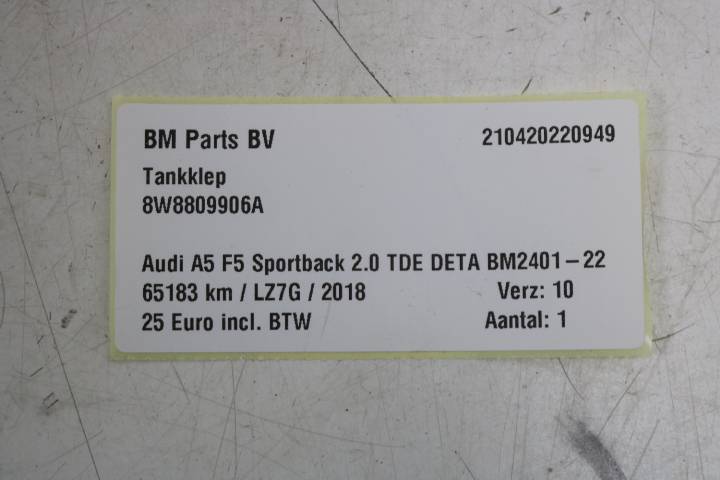 BM Parts BV 210420220949
Tankklep
8W8809906A
Audi A5 F5 Sportback 2.0 TDE DETA BM2401-22
65183 km / LZ7G / 2018 Verz: 10
25 Euro incl. BTW Aantal: 1